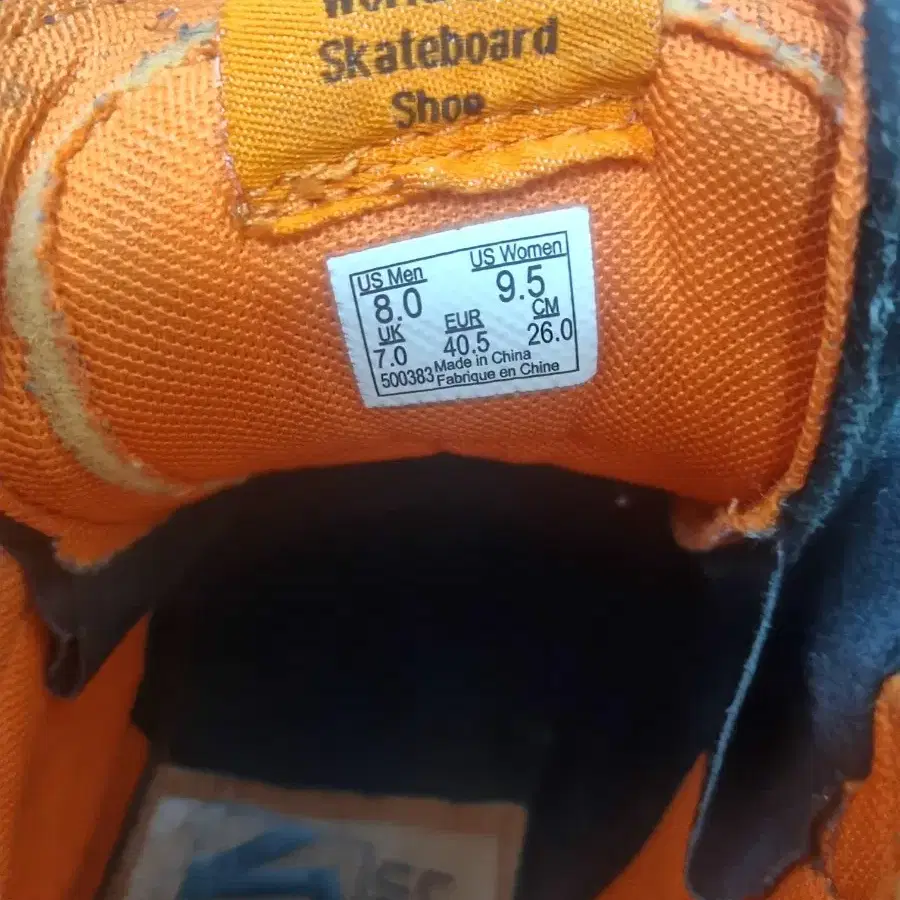 Skateboard
Shoe
US Men US Women
8.0 9.5
UK EUR CM
7.0 40.5 26.0
500383 Made in China
Fabrique en Chine